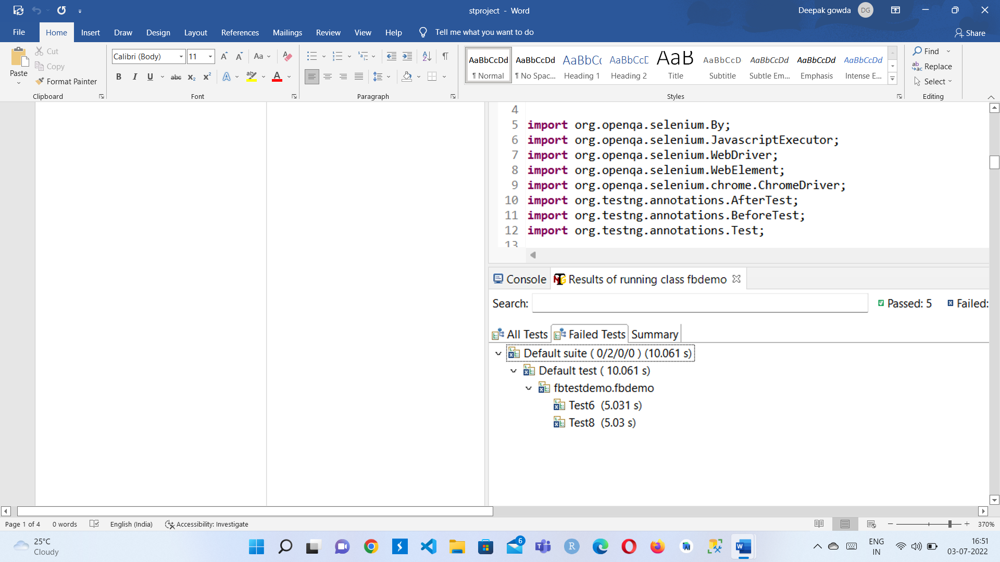 stproject - Word
Deepak gowda
DG
File
Home
Insert
Draw
Design
Layout
References
Mailings
Review
View
Help
Tell me what you want to do
Share
Paste
Cut
Copy
Format Painter
Clipboard
Calibri (Body)
11
Aa
B I U abc x₂ x² A ab A
Font
Paragraph
AaBbCcDd
¶ Normal
AaBbCcDd
¶ No Spac...
AaBbCc
Heading 1
AaBbCcD
Heading 2
AaB
Title
AaBbCcD
Subtitle
AaBbCcDd
Subtle Em...
AaBbCcDd
Emphasis
AaBbCcDd
Intense E...
Styles
Find
Replace
Select
Editing
4
5 import org.openqa.selenium.By;
6 import org.openqa.selenium.JavascriptExecutor;
7 import org.openqa.selenium.WebDriver;
8 import org.openqa.selenium.WebElement;
9 import org.openqa.selenium.chrome.ChromeDriver;
10 import org.testng.annotations.AfterTest;
11 import org.testng.annotations.BeforeTest;
12 import org.testng.annotations.Test;
13
Console
Results of running class fbdemo
Search:
Passed: 5
Failed:
All Tests
Failed Tests
Summary
Default suite ( 0/2/0/0 ) (10.061 s)
Default test ( 10.061 s)
fbtestdemo.fbdemo
Test6 (5.031 s)
Test8 (5.03 s)
Page 1 of 4
0 words
English (India)
Accessibility: Investigate
370%
25°C
Cloudy
6
ENG
IN
16:51
03-07-2022